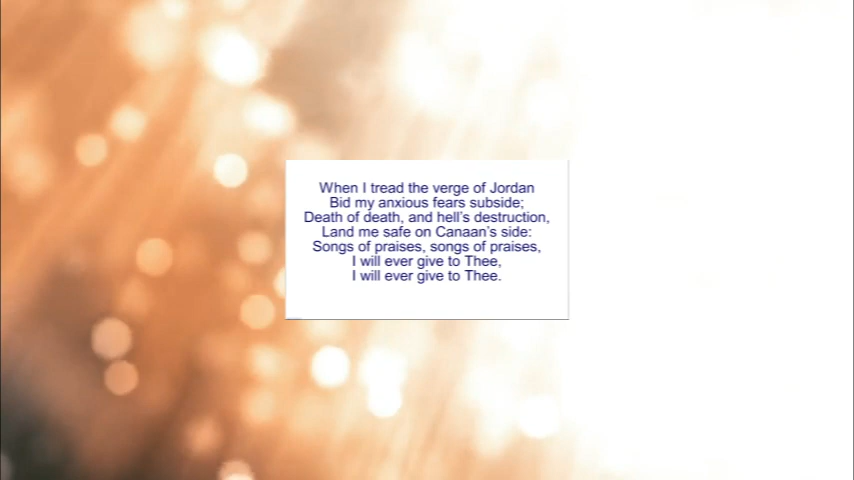 When I tread the verge of Jordan
Bid my anxious fears subside;
Death of death, and hell's destruction,
Land me safe on Canaan's side:
Songs of praises, songs of praises,
I will ever give to Thee,
I will ever give to Thee.